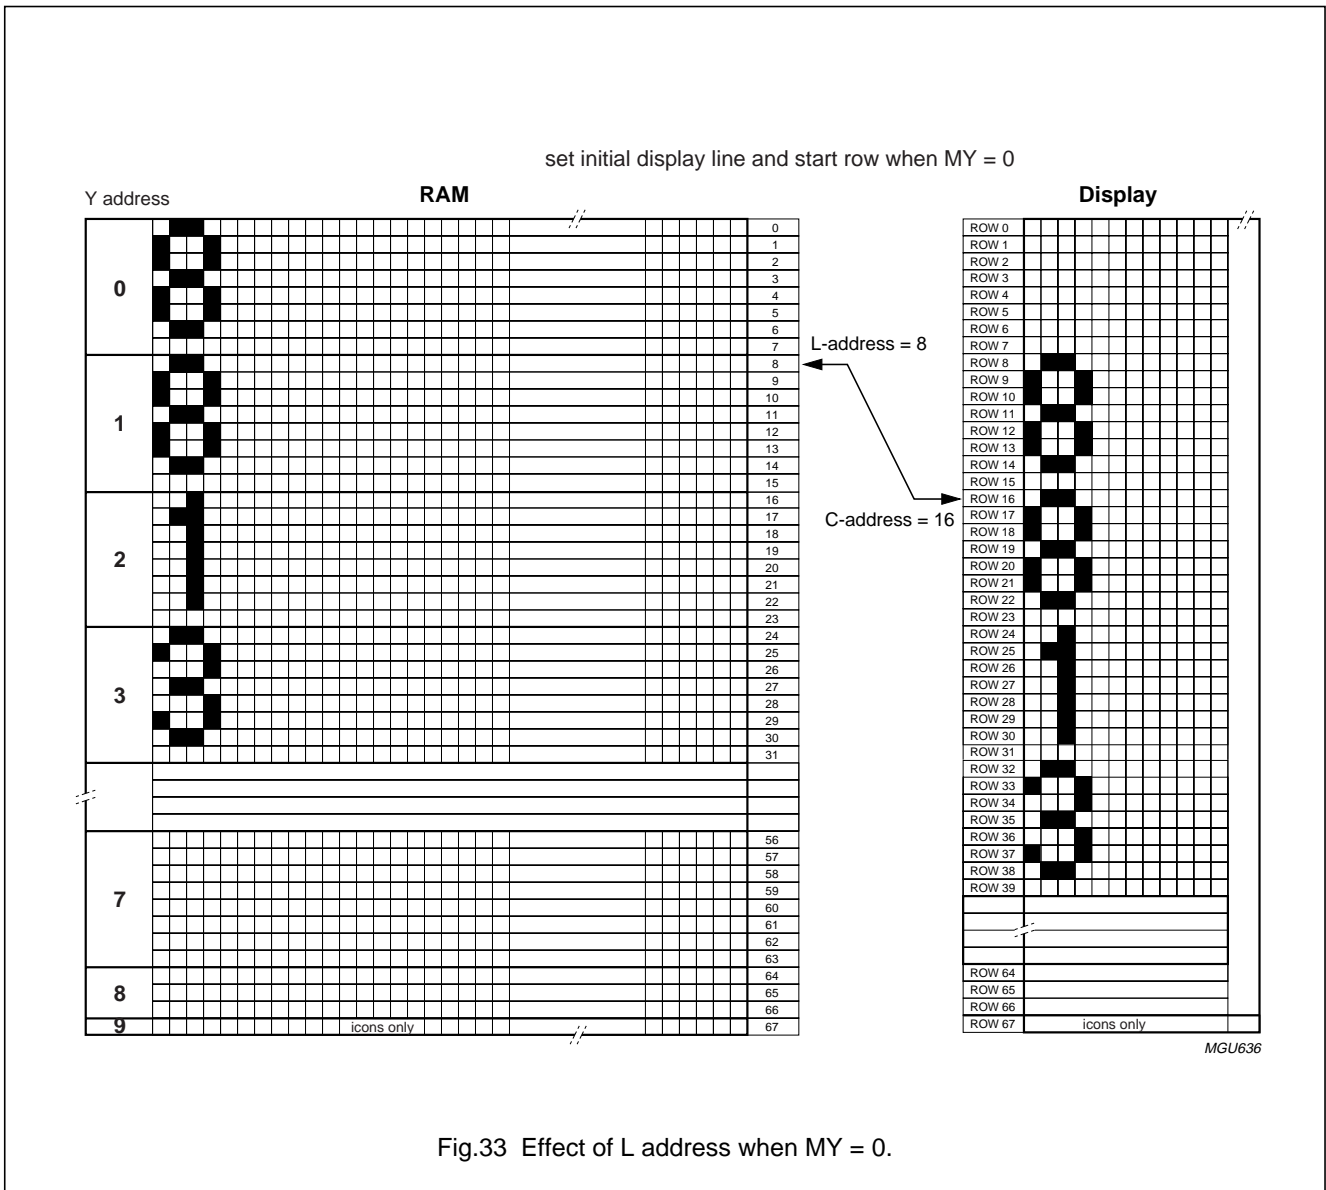 set initial display line and start row when MY = 0
Y address
RAM
Display
0
1
2
3
7
8
9
0
1
2
3
4
5
6
7
8
9
10
11
12
13
14
15
16
17
18
19
20
21
22
23
24
25
26
27
28
29
30
31
56
57
58
59
60
61
62
63
64
65
66
67
icons only
L-address = 8
C-address = 16
ROW 0
ROW 1
ROW 2
ROW 3
ROW 4
ROW 5
ROW 6
ROW 7
ROW 8
ROW 9
ROW 10
ROW 11
ROW 12
ROW 13
ROW 14
ROW 15
ROW 16
ROW 17
ROW 18
ROW 19
ROW 20
ROW 21
ROW 22
ROW 23
ROW 24
ROW 25
ROW 26
ROW 27
ROW 28
ROW 29
ROW 30
ROW 31
ROW 32
ROW 33
ROW 34
ROW 35
ROW 36
ROW 37
ROW 38
ROW 39
ROW 64
ROW 65
ROW 66
ROW 67
icons only
MGU636
Fig.33 Effect of L address when MY = 0.